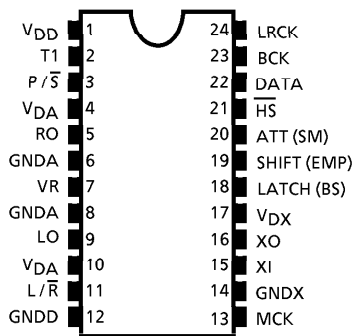 VDD 1 24 LRCK
T1 2 23 BCK
P/S̅ 3 22 DATA
VDA 4 21 H̅S̅
RO 5 20 ATT (SM)
GNDA 6 19 SHIFT (EMP)
VR 7 18 LATCH (BS)
GNDA 8 17 VDX
LO 9 16 XO
VDA 10 15 XI
L/R̅ 11 14 GNDX
GNDD 12 13 MCK